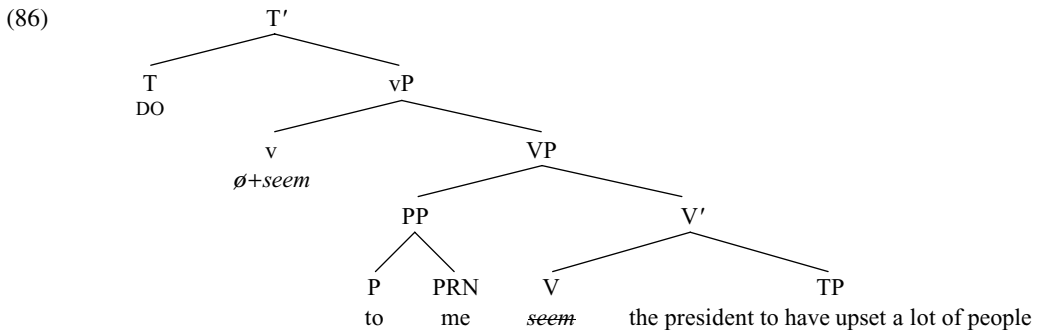 (86) T′
T vP
DO
v VP
ø+seem
PP V′
P PRN V TP
to me seem the president to have upset a lot of people